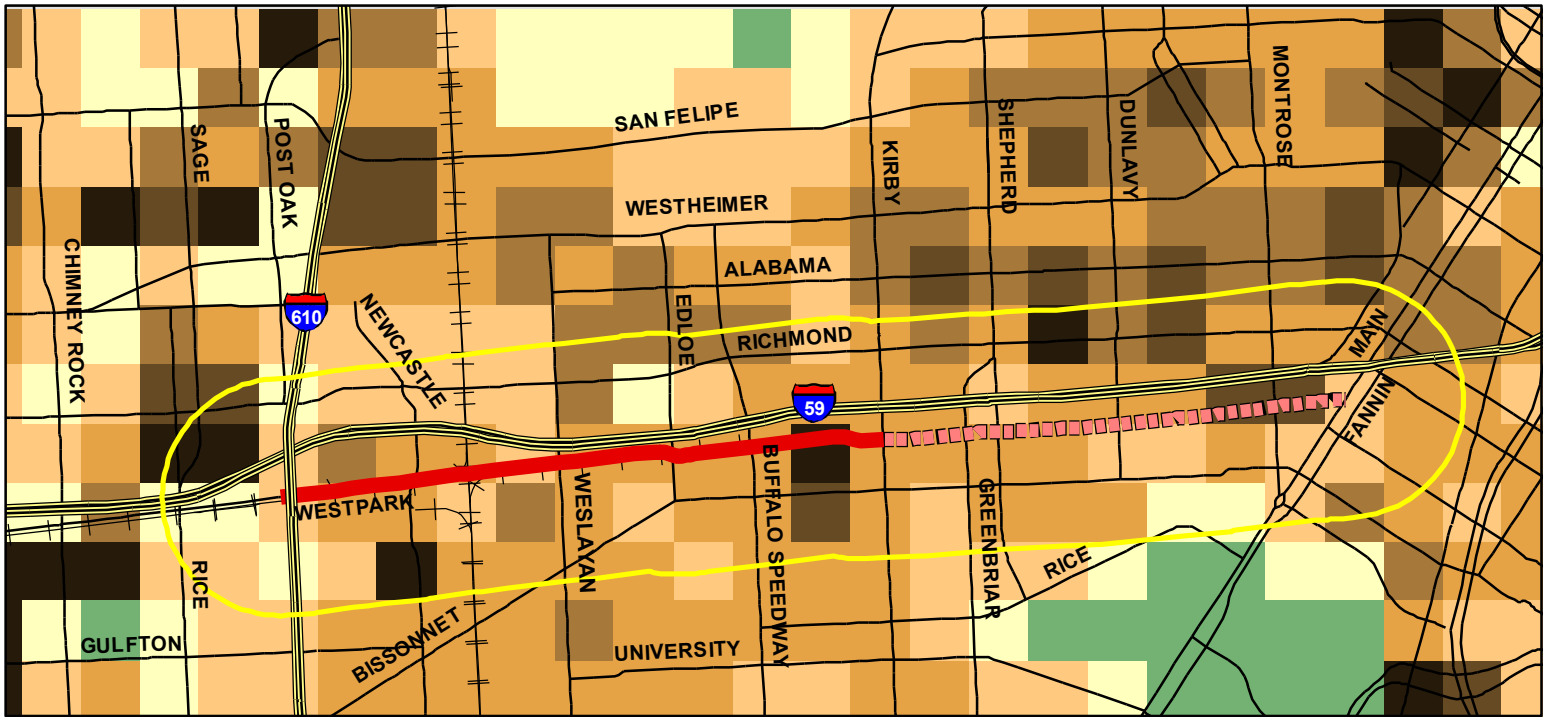 SAN FELIPE
SAGE
POST OAK
KIRBY
SHEPHERD
DUNLAVY
MONTROSE
WESTHEIMER
CHIMNEY ROCK
ALABAMA
610
NEWCASTLE
EDLOE
RICHMOND
MAIN
59
FANNIN
WESTPARK
WESLAYAN
BUFFALO SPEEDWAY
GREENBRIAR
RICE
RICE
GULFTON
BISSONNET
UNIVERSITY